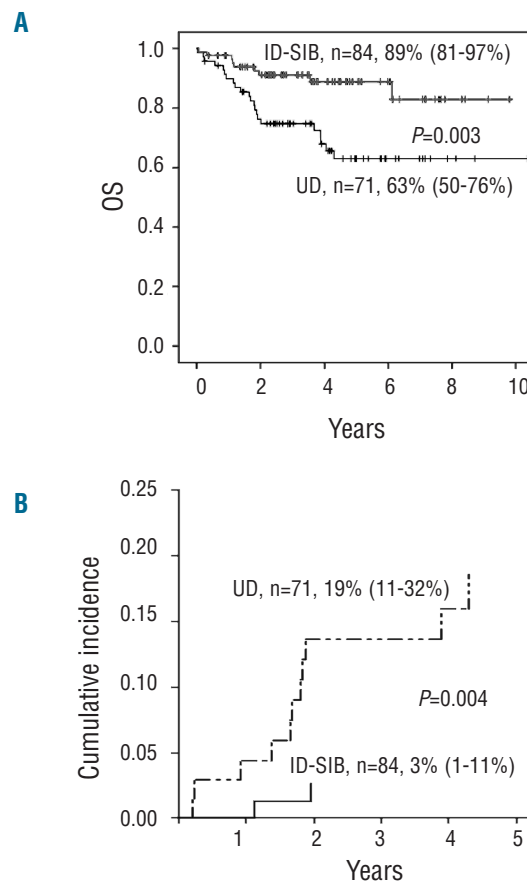 A
1.0
0.8
0.6
0.4
0.2
0.0
OS
ID-SIB, n=84, 89% (81-97%)
P=0.003
UD, n=71, 63% (50-76%)
0 2 4 6 8 10
Years
B
0.25
0.20
0.15
0.10
0.05
0.00
Cumulative incidence
UD, n=71, 19% (11-32%)
P=0.004
ID-SIB, n=84, 3% (1-11%)
1 2 3 4 5
Years